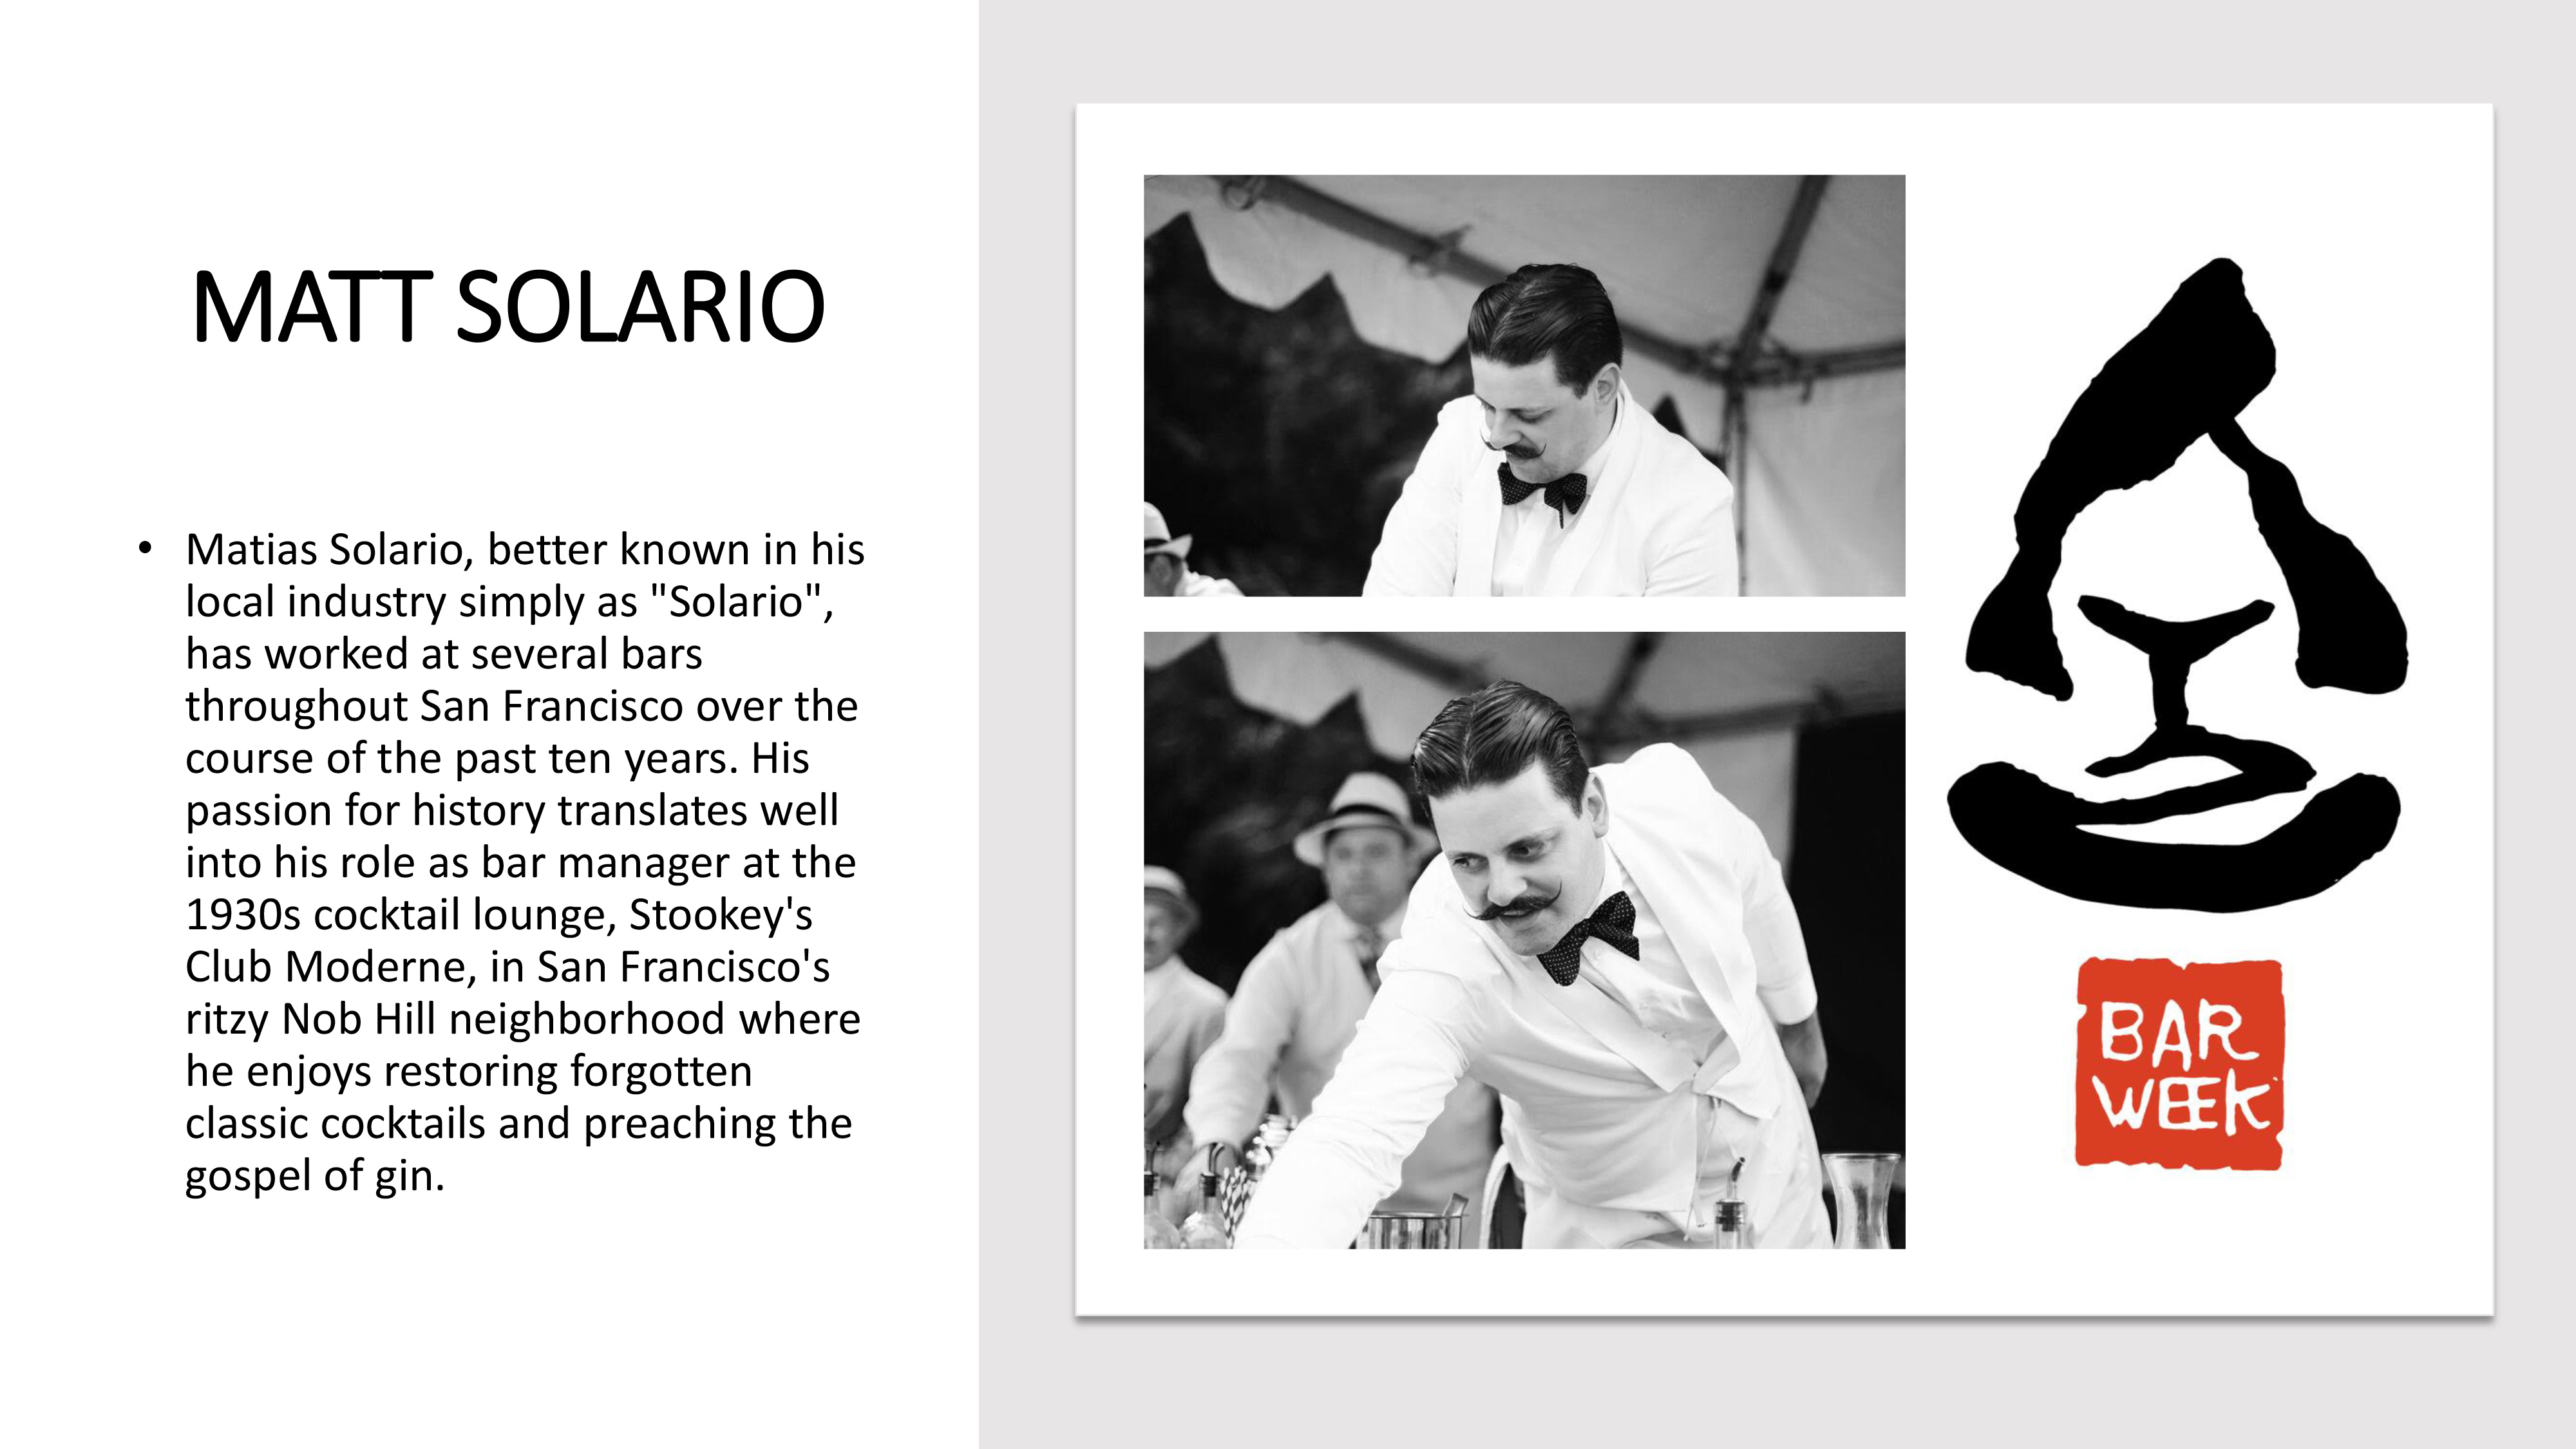 MATT SOLARIO
• Matias Solario, better known in his
local industry simply as "Solario",
has worked at several bars
throughout San Francisco over the
course of the past ten years. His
passion for history translates well
into his role as bar manager at the
1930s cocktail lounge, Stookey's
Club Moderne, in San Francisco's
ritzy Nob Hill neighborhood where
he enjoys restoring forgotten
classic cocktails and preaching the
gospel of gin.
BAR
WEEK